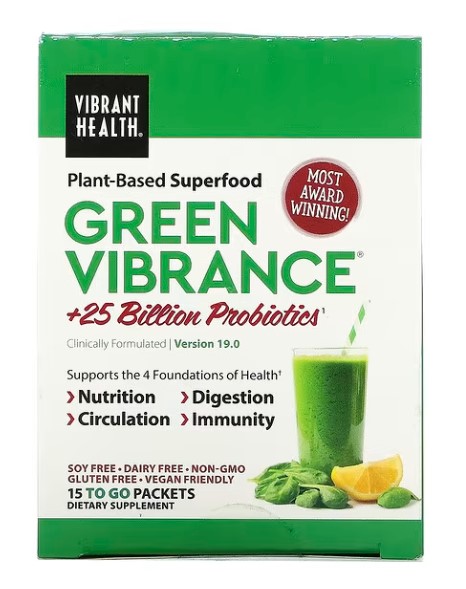 VIBRANT
HEALTH®
Plant-Based Superfood
MOST
AWARD
WINNING!
GREEN
VIBRANCE®
+25 Billion Probiotics¹
Clinically Formulated | Version 19.0
Supports the 4 Foundations of Health†
› Nutrition › Digestion
› Circulation › Immunity
SOY FREE • DAIRY FREE • NON-GMO
GLUTEN FREE • VEGAN FRIENDLY
15 TO GO PACKETS
DIETARY SUPPLEMENT